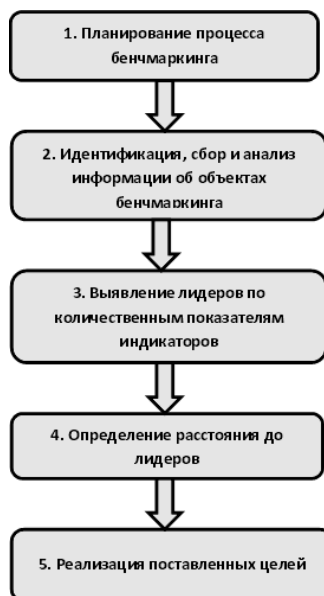 1. Планирование процесса
бенчмаркинга
2. Идентификация, сбор и анализ
информации об объектах
бенчмаркинга
3. Выявление лидеров по
количественным показателям
индикаторов
4. Определение расстояния до
лидеров
5. Реализация поставленных целей